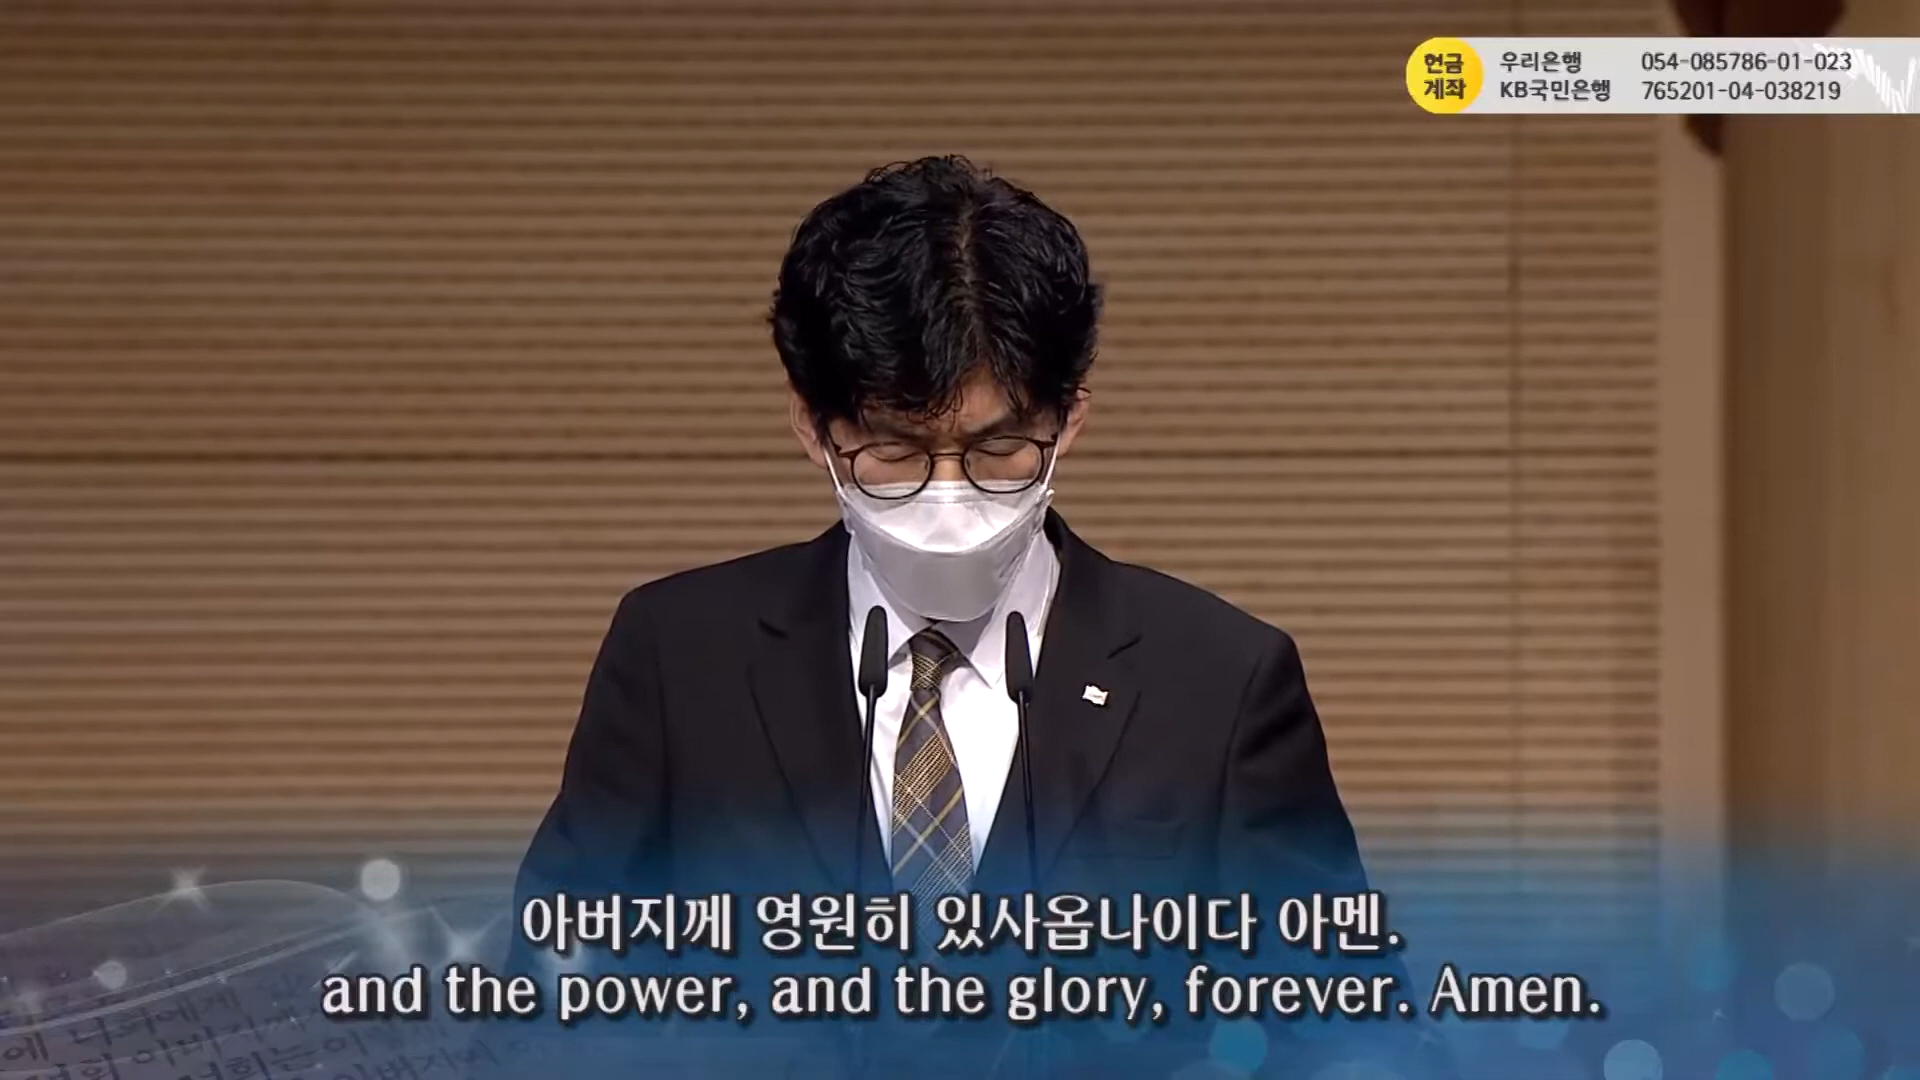 헌금
계좌
우리은행 054-085786-01-023
KB국민은행 765201-04-038219
아버지께 영원히 있사옵나이다 아멘.
and the power, and the glory, forever. Amen.